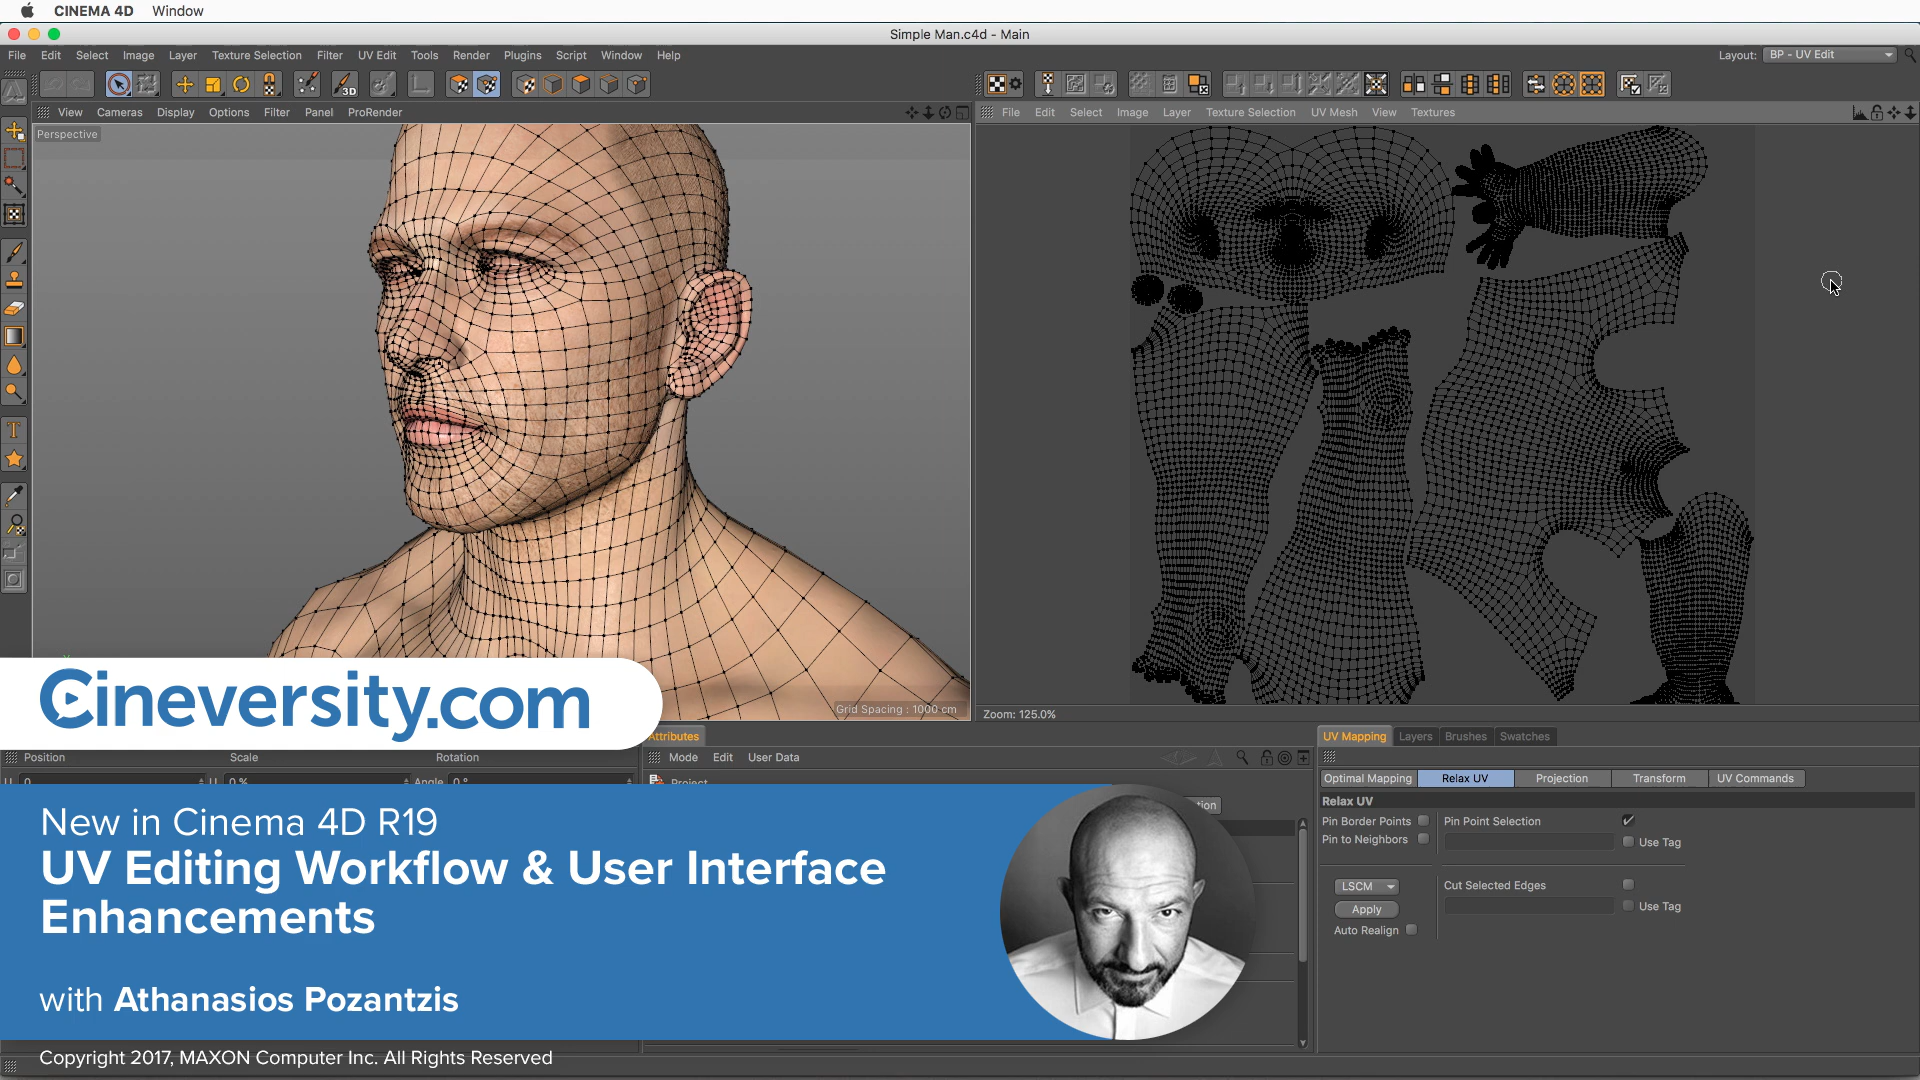 CINEMA 4D Window
Simple Man.c4d - Main
File Edit Select Image Layer Texture Selection Filter UV Edit Tools Render Plugins Script Window Help
Layout: BP - UV Edit
3D
View Cameras Display Options Filter Panel ProRender
File Edit Select Image Layer Texture Selection UV Mesh View Textures
Perspective
Grid Spacing : 1000 cm
Zoom: 125.0%
Cineversity.com
Attributes
UV Mapping Layers Brushes Swatches
Position Scale Rotation
Mode Edit User Data
U 0 U 0 % Angle 0 °
Project
Optimal Mapping Relax UV Projection Transform UV Commands
Relax UV
Pin Border Points Pin Point Selection
Pin to Neighbors Use Tag
LSCM Cut Selected Edges
Apply Use Tag
Auto Realign
New in Cinema 4D R19
UV Editing Workflow & User Interface
Enhancements
with Athanasios Pozantzis
Copyright 2017, MAXON Computer Inc. All Rights Reserved